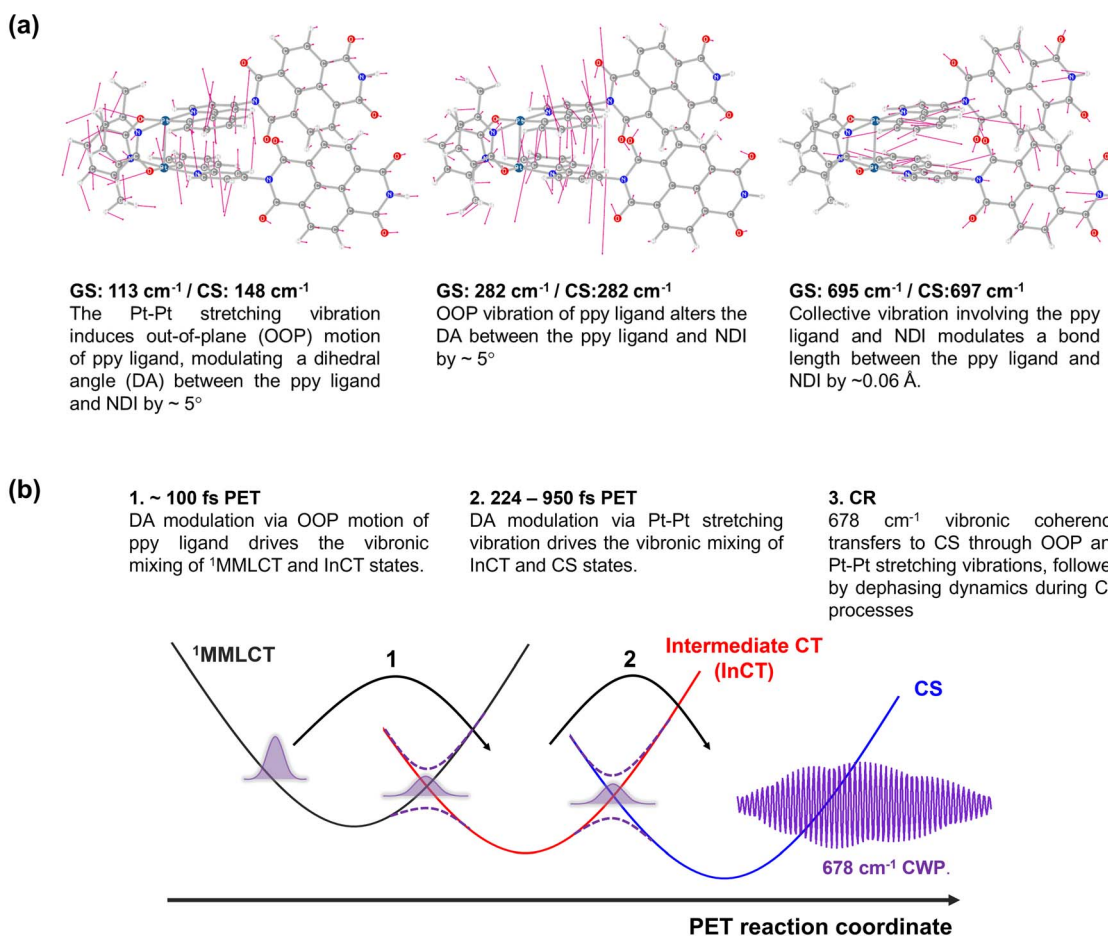 (a)
GS: 113 cm⁻¹ / CS: 148 cm⁻¹
The Pt-Pt stretching vibration
induces out-of-plane (OOP) motion
of ppy ligand, modulating a dihedral
angle (DA) between the ppy ligand
and NDI by ~ 5°
GS: 282 cm⁻¹ / CS:282 cm⁻¹
OOP vibration of ppy ligand alters the
DA between the ppy ligand and NDI
by ~ 5°
GS: 695 cm⁻¹ / CS:697 cm⁻¹
Collective vibration involving the ppy
ligand and NDI modulates a bond
length between the ppy ligand and
NDI by ~0.06 Å.
(b)
1. ~ 100 fs PET
DA modulation via OOP motion of
ppy ligand drives the vibronic
mixing of ¹MMLCT and InCT states.
2. 224 – 950 fs PET
DA modulation via Pt-Pt stretching
vibration drives the vibronic mixing of
InCT and CS states.
3. CR
678 cm⁻¹ vibronic coherenc
transfers to CS through OOP an
Pt-Pt stretching vibrations, followe
by dephasing dynamics during C
processes
¹MMLCT
1
2
Intermediate CT
(InCT)
CS
678 cm⁻¹ CWP.
PET reaction coordinate